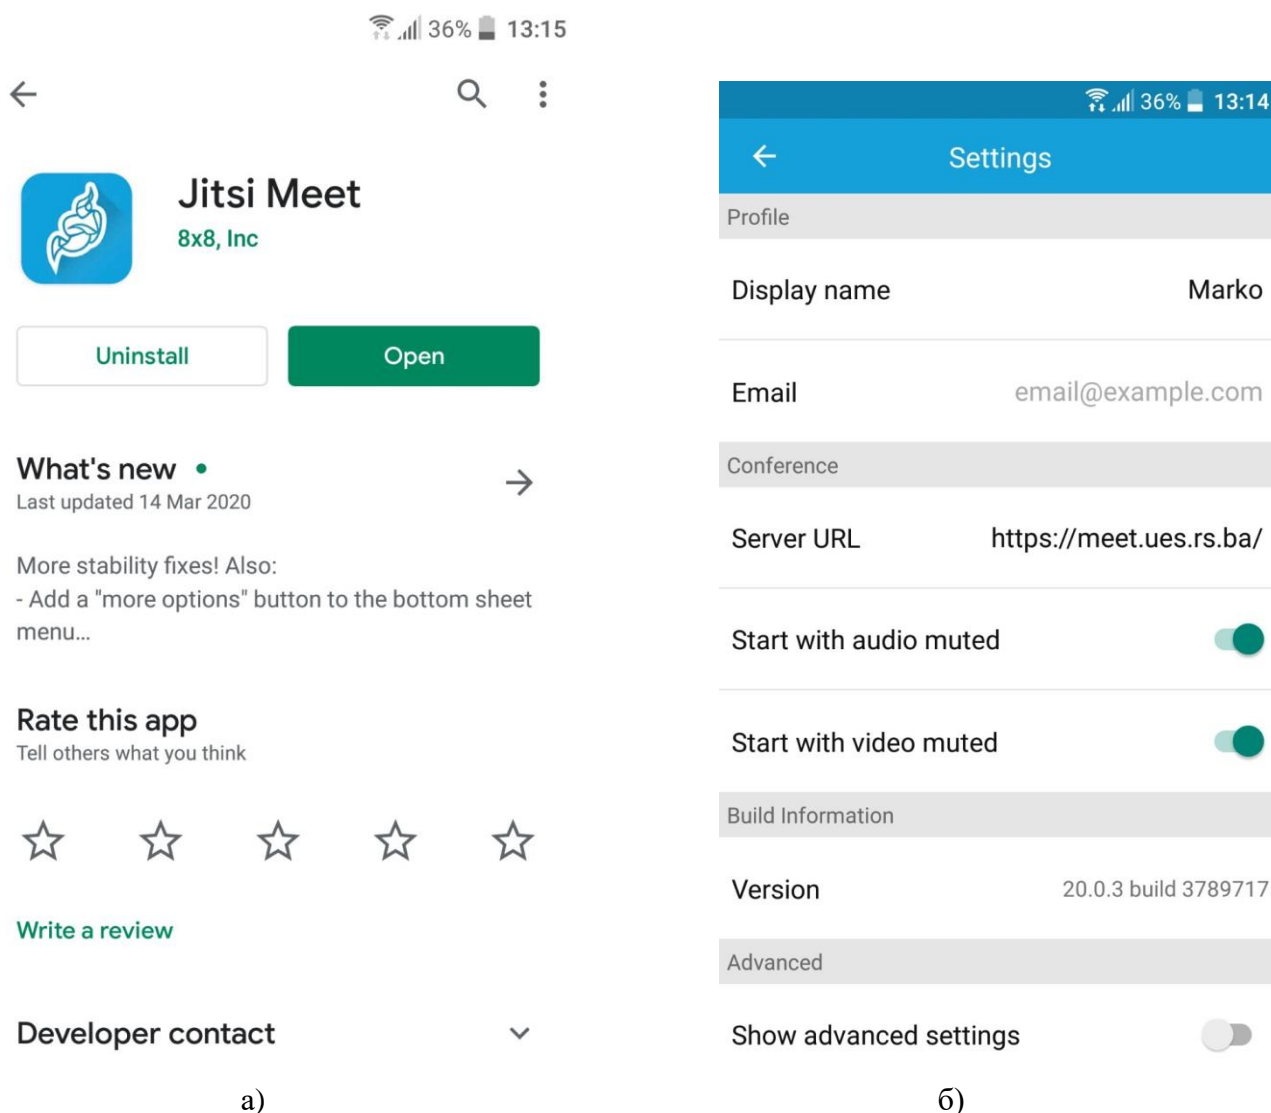 36% 13:15
Jitsi Meet
8x8, Inc
Uninstall
Open
What's new
Last updated 14 Mar 2020
More stability fixes! Also:
- Add a "more options" button to the bottom sheet
menu...
Rate this app
Tell others what you think
Write a review
Developer contact
а)
36% 13:14
Settings
Profile
Display name Marko
Email email@example.com
Conference
Server URL https://meet.ues.rs.ba/
Start with audio muted
Start with video muted
Build Information
Version 20.0.3 build 3789717
Advanced
Show advanced settings
б)